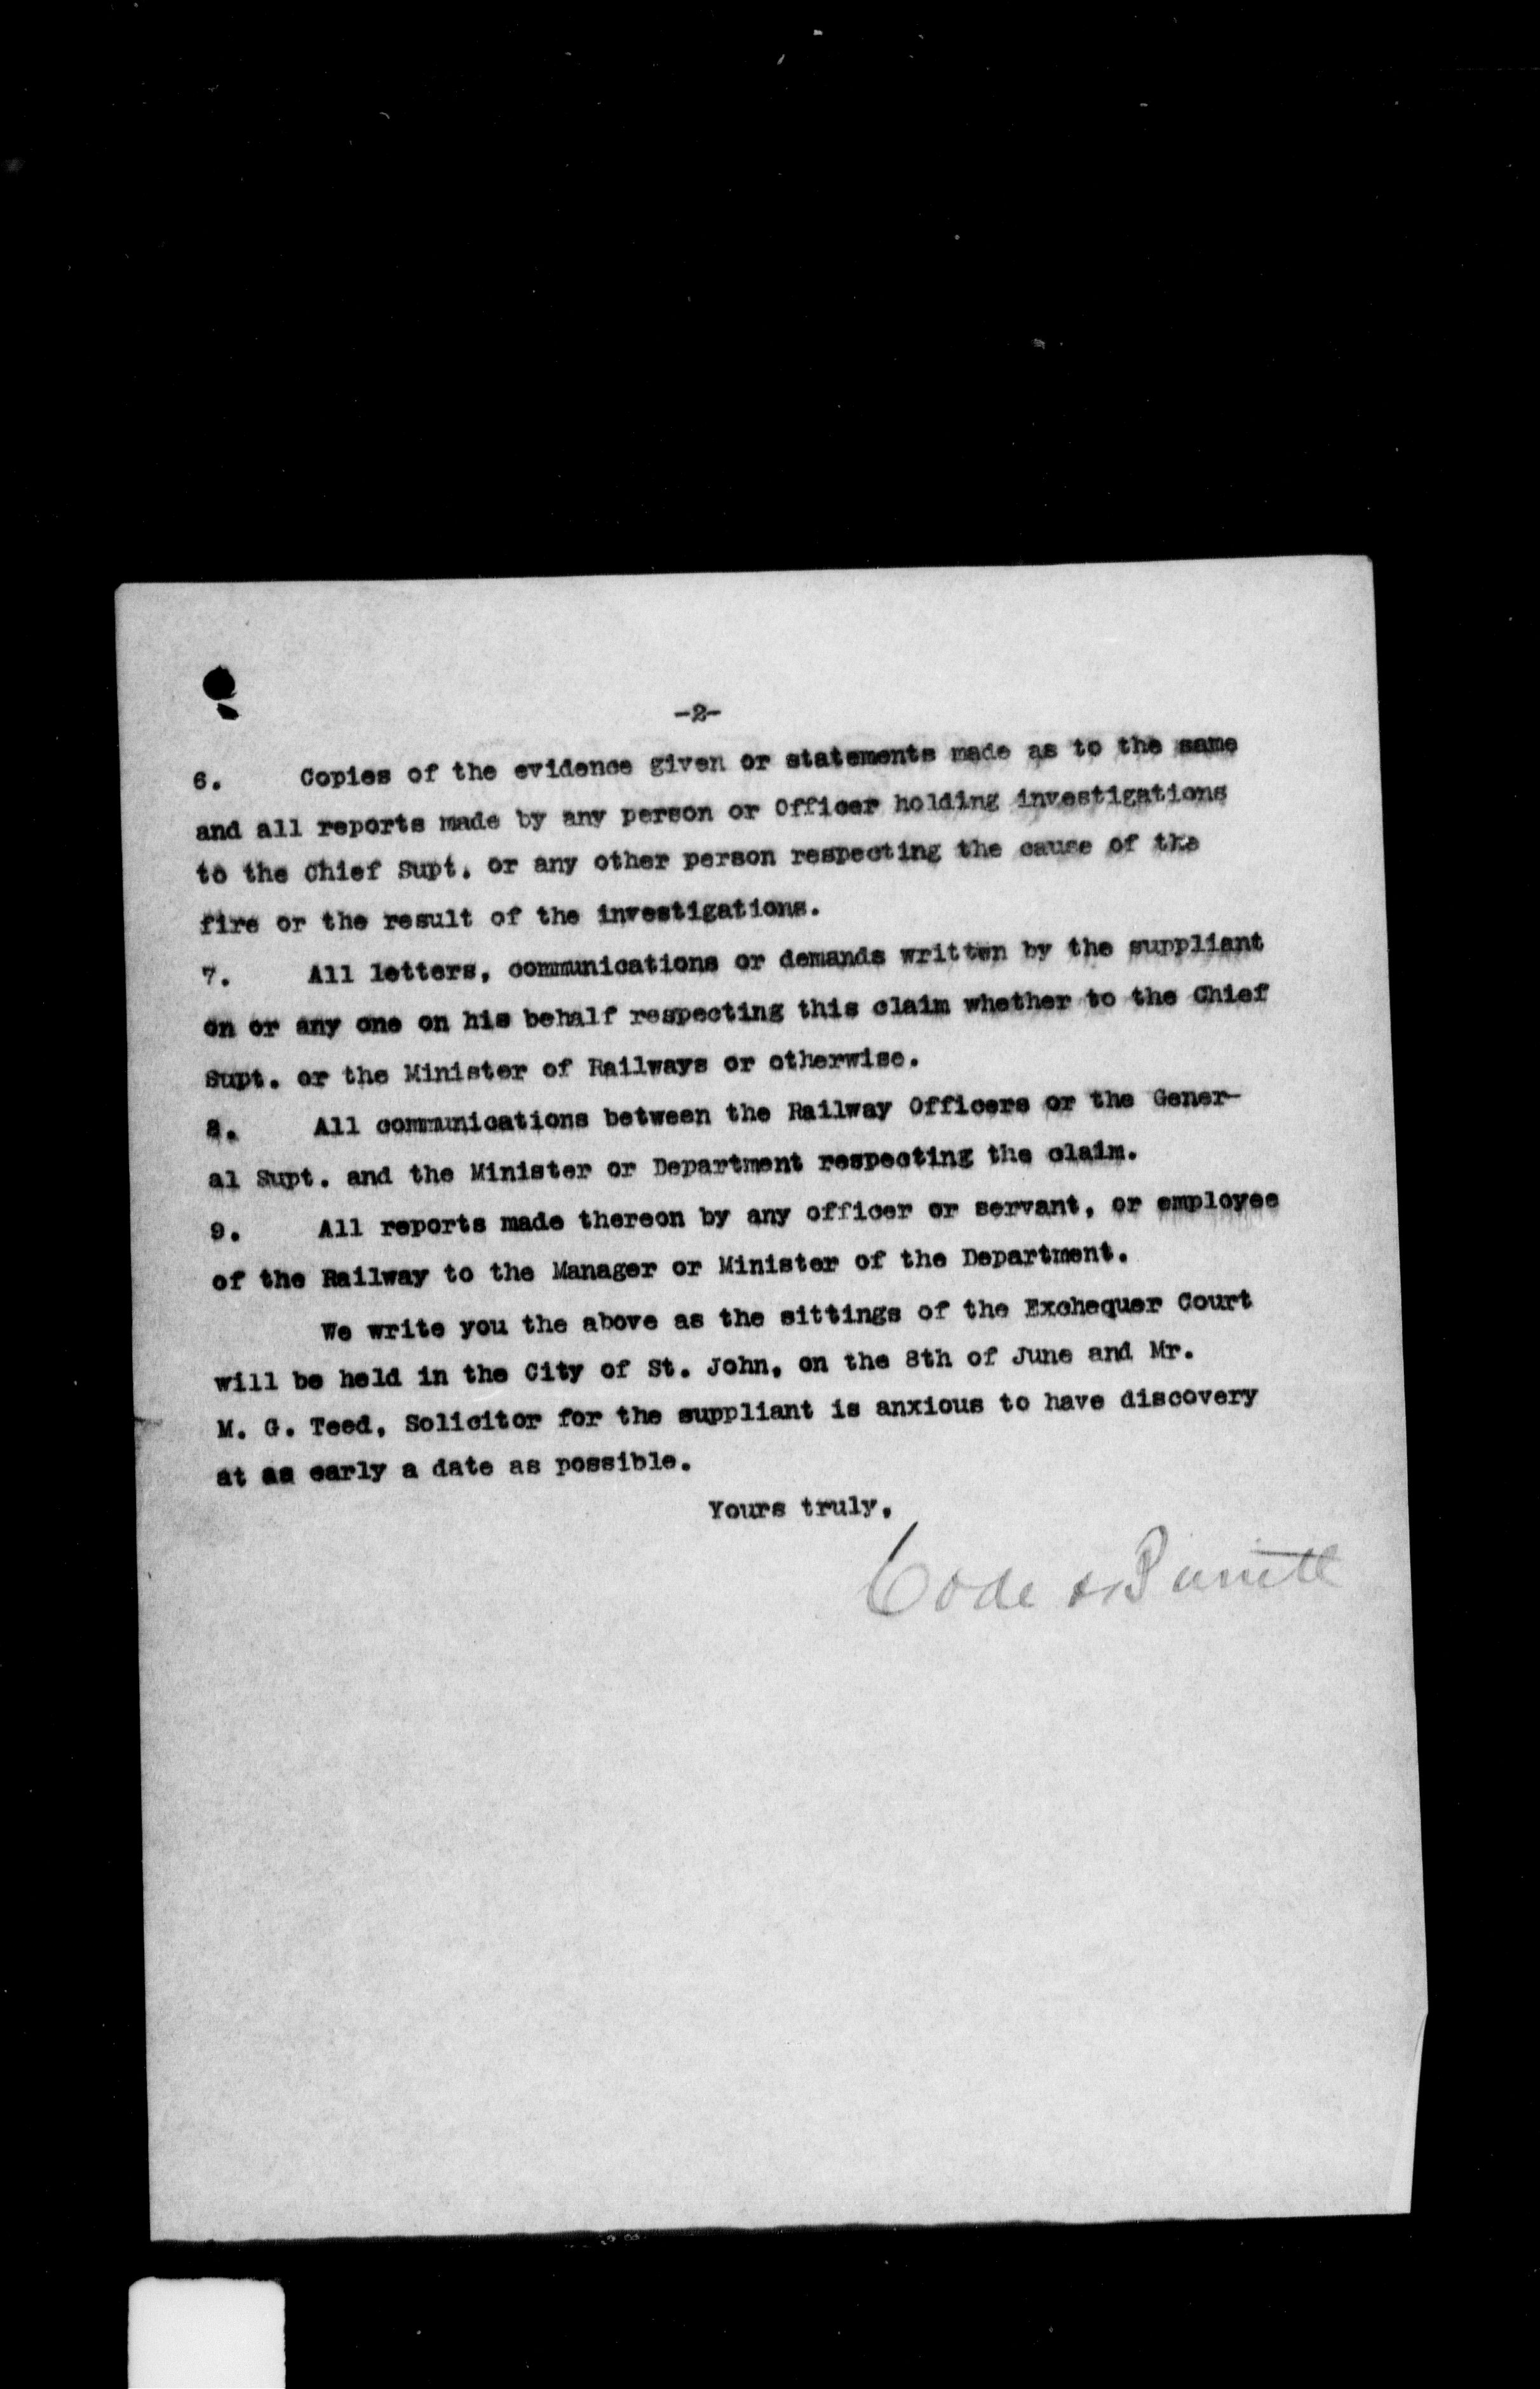 -2-
6. Copies of the evidence given or statements made as to the same
and all reports made by any person or Officer holding investigations
to the Chief Supt. or any other person respecting the cause of the
fire or the result of the investigations.
7. All letters, communications or demands written by the suppliant
on or any one on his behalf respecting this claim whether to the Chief
Supt. or the Minister of Railways or otherwise.
8. All communications between the Railway Officers or the Gener-
al Supt. and the Minister or Department respecting the claim.
9. All reports made thereon by any officer or servant, or employee
of the Railway to the Manager or Minister of the Department.
We write you the above as the sittings of the Exchequer Court
will be held in the City of St. John, on the 8th of June and Mr.
M. G. Teed, Solicitor for the suppliant is anxious to have discovery
at as early a date as possible.
Yours truly,
Code &